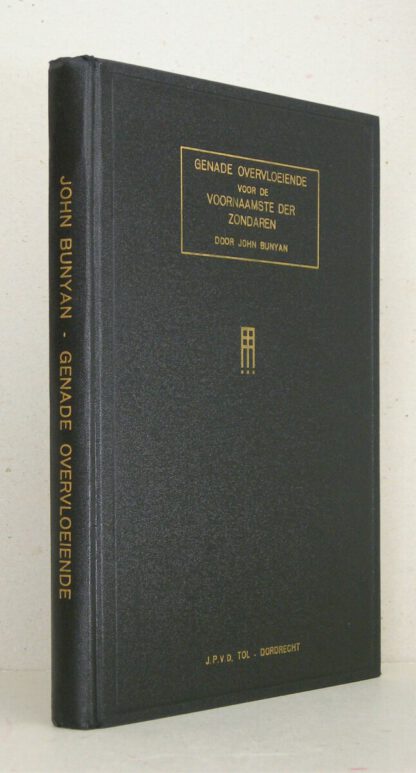 JOHN BUNYAN - GENADE OVERVLOEIENDE
GENADE OVERVLOEIENDE
VOOR DE
VOORNAAMSTE DER
ZONDAREN
DOOR JOHN BUNYAN
J.P.V.D. TOL - DORDRECHT